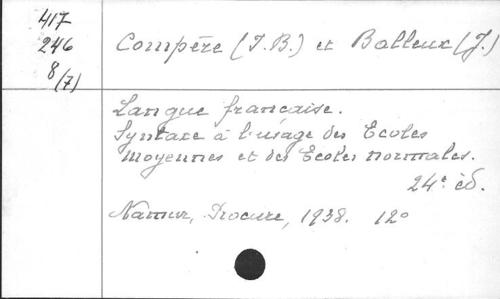 417
246
8(7)
Compère (J.B.) et Balleux (J.)
Langue française.
Syntaxe à l'usage des Ecoles
Moyennes et des Ecoles normales.
24e éd.
Namur, Procure, 1938. 12°